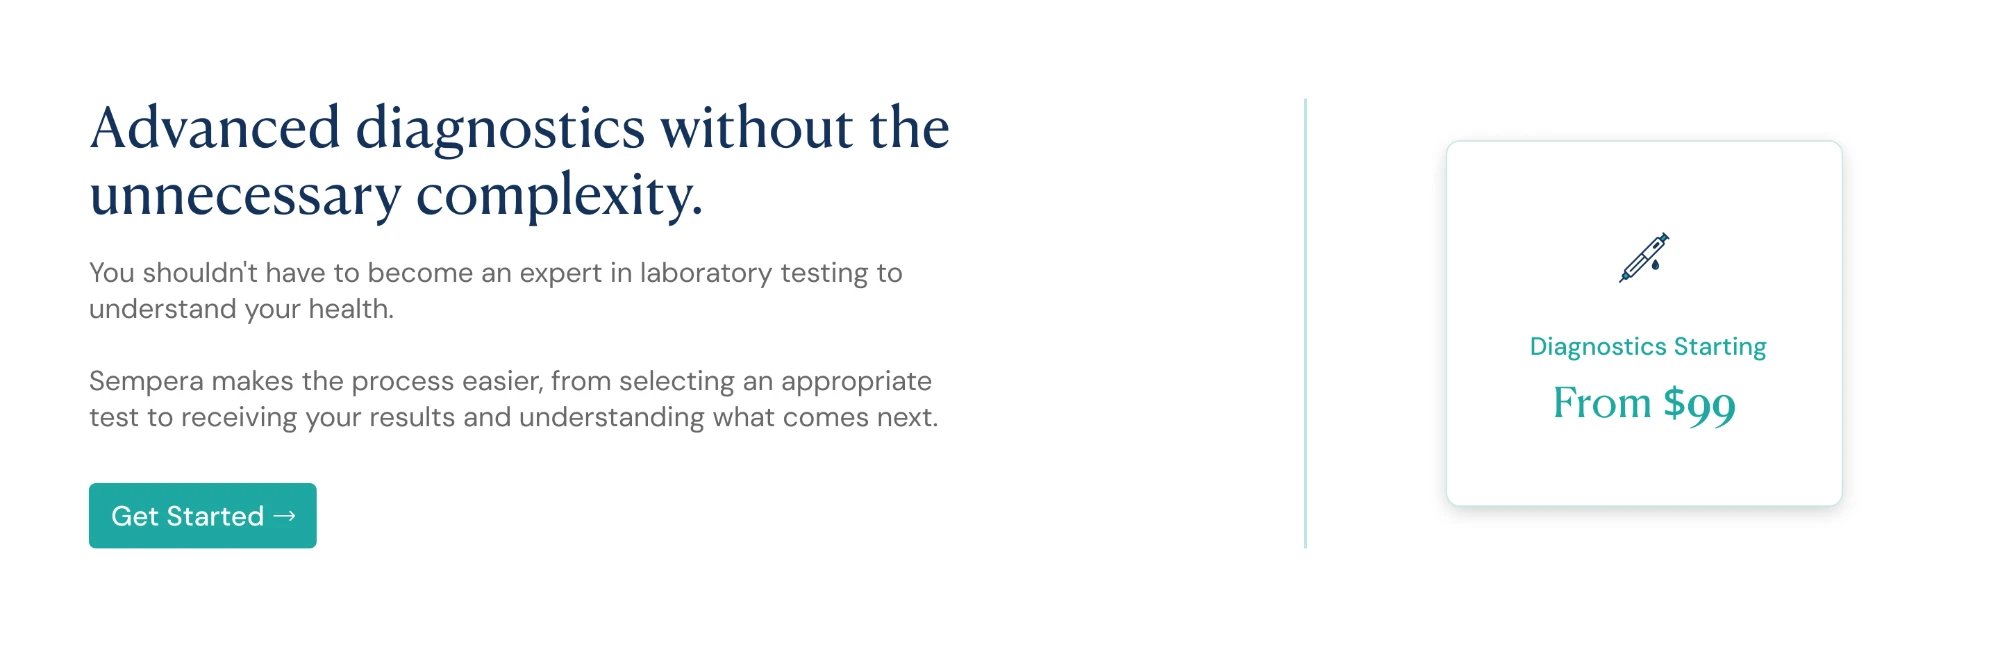 Advanced diagnostics without the
unnecessary complexity.
You shouldn't have to become an expert in laboratory testing to
understand your health.
Sempera makes the process easier, from selecting an appropriate
test to receiving your results and understanding what comes next.
Get Started →
Diagnostics Starting
From $99